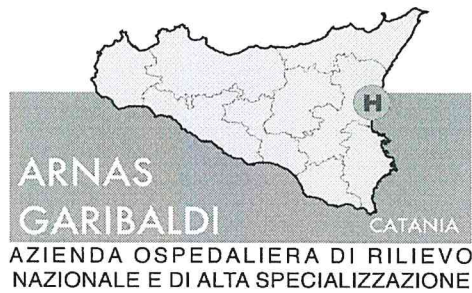 H
ARNAS
GARIBALDI
CATANIA
AZIENDA OSPEDALIERA DI RILIEVO
NAZIONALE E DI ALTA SPECIALIZZAZIONE